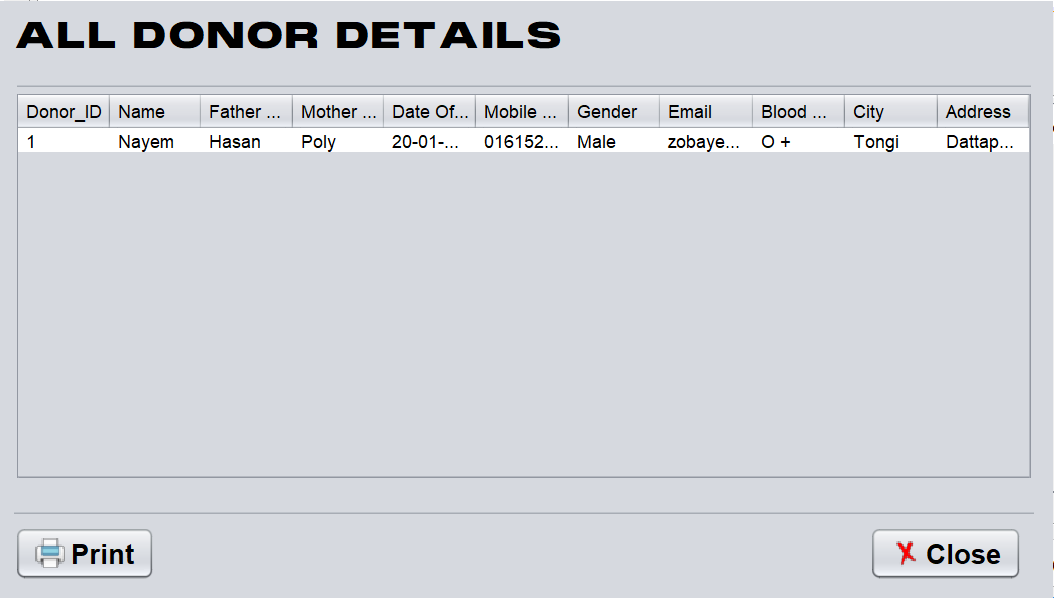 ALL DONOR DETAILS
Donor_ID Name Father ... Mother ... Date Of... Mobile ... Gender Email Blood ... City Address
1 Nayem Hasan Poly 20-01-... 016152... Male zobaye... O + Tongi Dattap...
Print Close